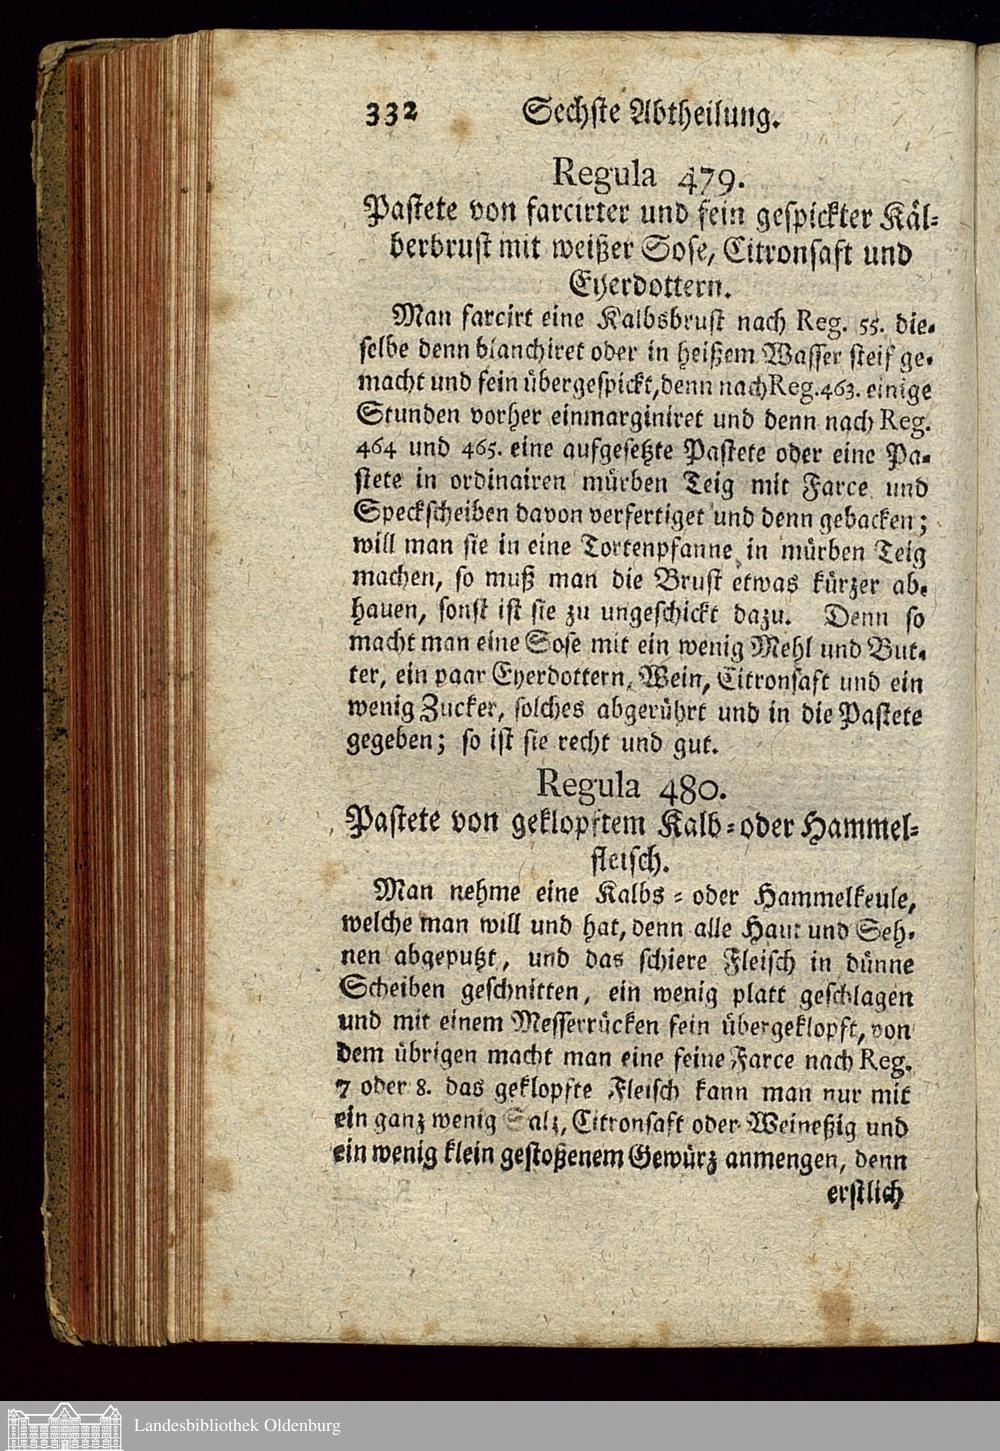 332 Sechste Abtheilung.
Regula 479.
Pastete von farcirter und fein gespickter Käl-
berbrust mit weißer Sose, Citronsaft und
Eyerdottern.
Man farcirt eine Kalbsbrust nach Reg. 55. die-
selbe denn blanchiret oder in heißem Wasser steif ge-
macht und fein übergespickt, denn nach Reg. 463. einige
Stunden vorher einmarginiret und denn nach Reg.
464 und 465. eine aufgesetzte Pastete oder eine Pa-
stete in ordinairen mürben Teig mit Farce und
Speckscheiben davon verfertiget und denn gebacken;
will man sie in eine Tortenpfanne in mürben Teig
machen, so muß man die Brust etwas kürzer ab-
hauen, sonst ist sie zu ungeschickt dazu. Denn so
macht man eine Sose mit ein wenig Mehl und But-
ter, ein paar Eyerdottern, Wein, Citronsaft und ein
wenig Zucker, solches abgerührt und in die Pastete
gegeben; so ist sie recht und gut.
Regula 480.
Pastete von geklopftem Kalb- oder Hammel-
fleisch.
Man nehme eine Kalbs- oder Hammelkeule,
welche man will und hat, denn alle Haut und Seh-
nen abgeputzt, und das schiere Fleisch in dünne
Scheiben geschnitten, ein wenig platt geschlagen
und mit einem Messerrücken fein übergeklopft, von
dem übrigen macht man eine feine Farce nach Reg.
7 oder 8. das geklopfte Fleisch kann man nur mit
ein ganz wenig Salz, Citronsaft oder Weineßig und
ein wenig klein gestoßenem Gewürz anmengen, denn
erstlich
Landesbibliothek Oldenburg